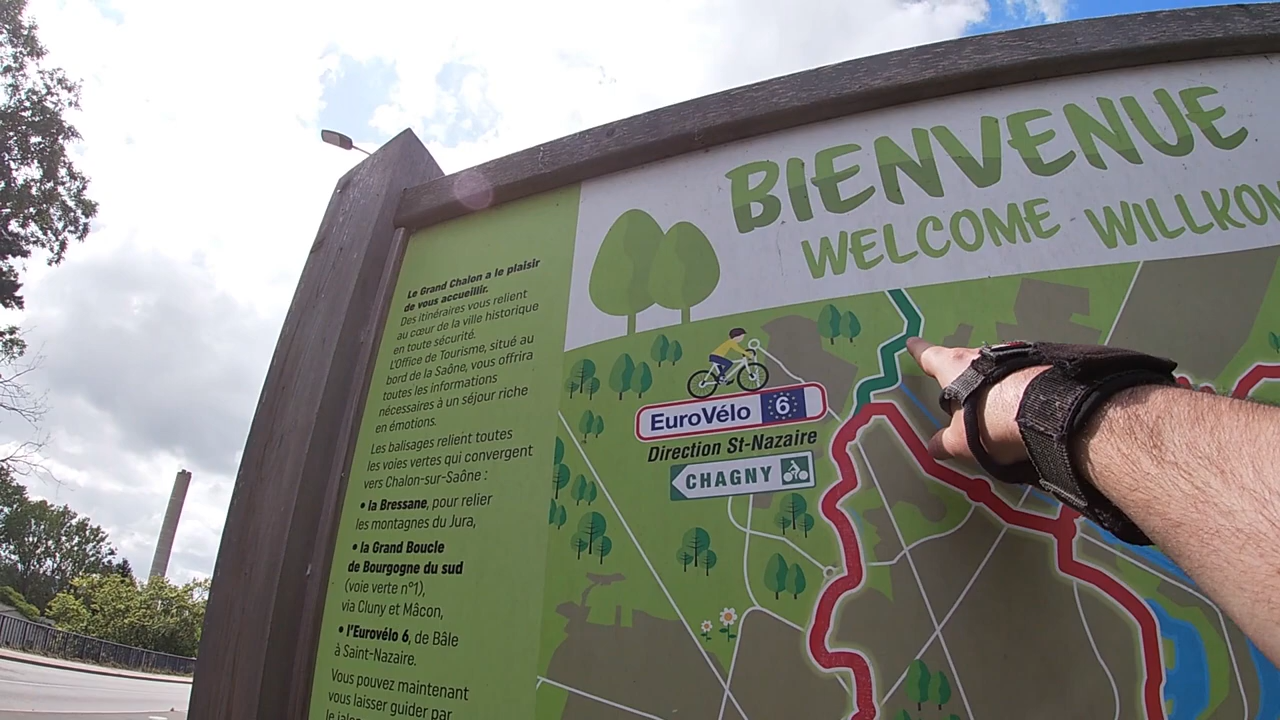 BIENVENUE
WELCOME WILLKOM
Le Grand Chalon a le plaisir
de vous accueillir.
Des itinéraires vous relient
au cœur de la ville historique
en toute sécurité.
L'Office de Tourisme, situé au
bord de la Saône, vous offrira
toutes les informations
nécessaires à un séjour riche
en émotions.
Les balisages relient toutes
les voies vertes qui convergent
vers Chalon-sur-Saône :
• la Bressane, pour relier
les montagnes du Jura,
• la Grand Boucle
de Bourgogne du sud
(voie verte n°1),
via Cluny et Mâcon,
• l'Eurovélo 6, de Bâle
à Saint-Nazaire.
Vous pouvez maintenant
vous laisser guider par
EuroVélo 6
Direction St-Nazaire
CHAGNY